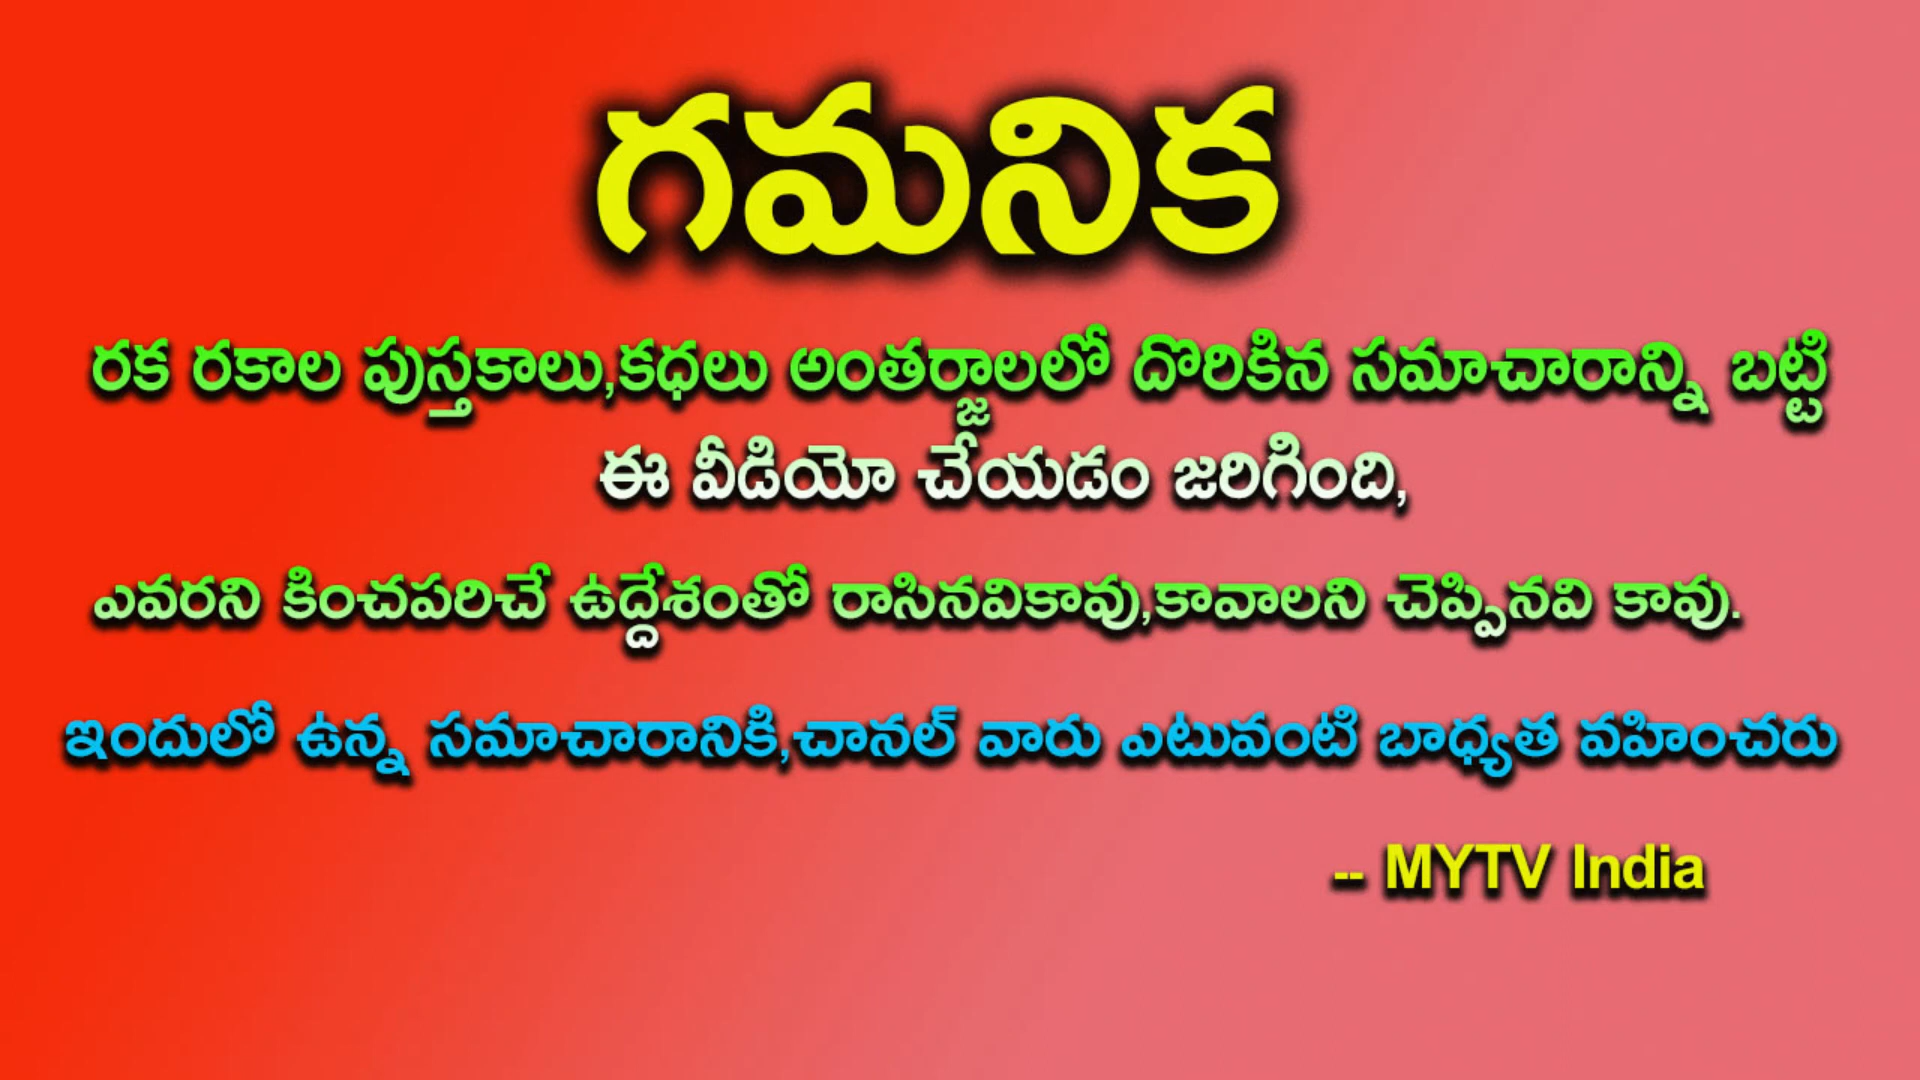 గమనిక
రక రకాల పుస్తకాలు,కధలు అంతర్జాలలో దొరికిన సమాచారాన్ని బట్టి
ఈ వీడియో చేయడం జరిగింది,
ఎవరని కించపరిచే ఉద్దేశంతో రాసినవికావు,కావాలని చెప్పినవి కావు.
ఇందులో ఉన్న సమాచారానికి,చానల్ వారు ఎటువంటి బాధ్యత వహించరు
-- MYTV India